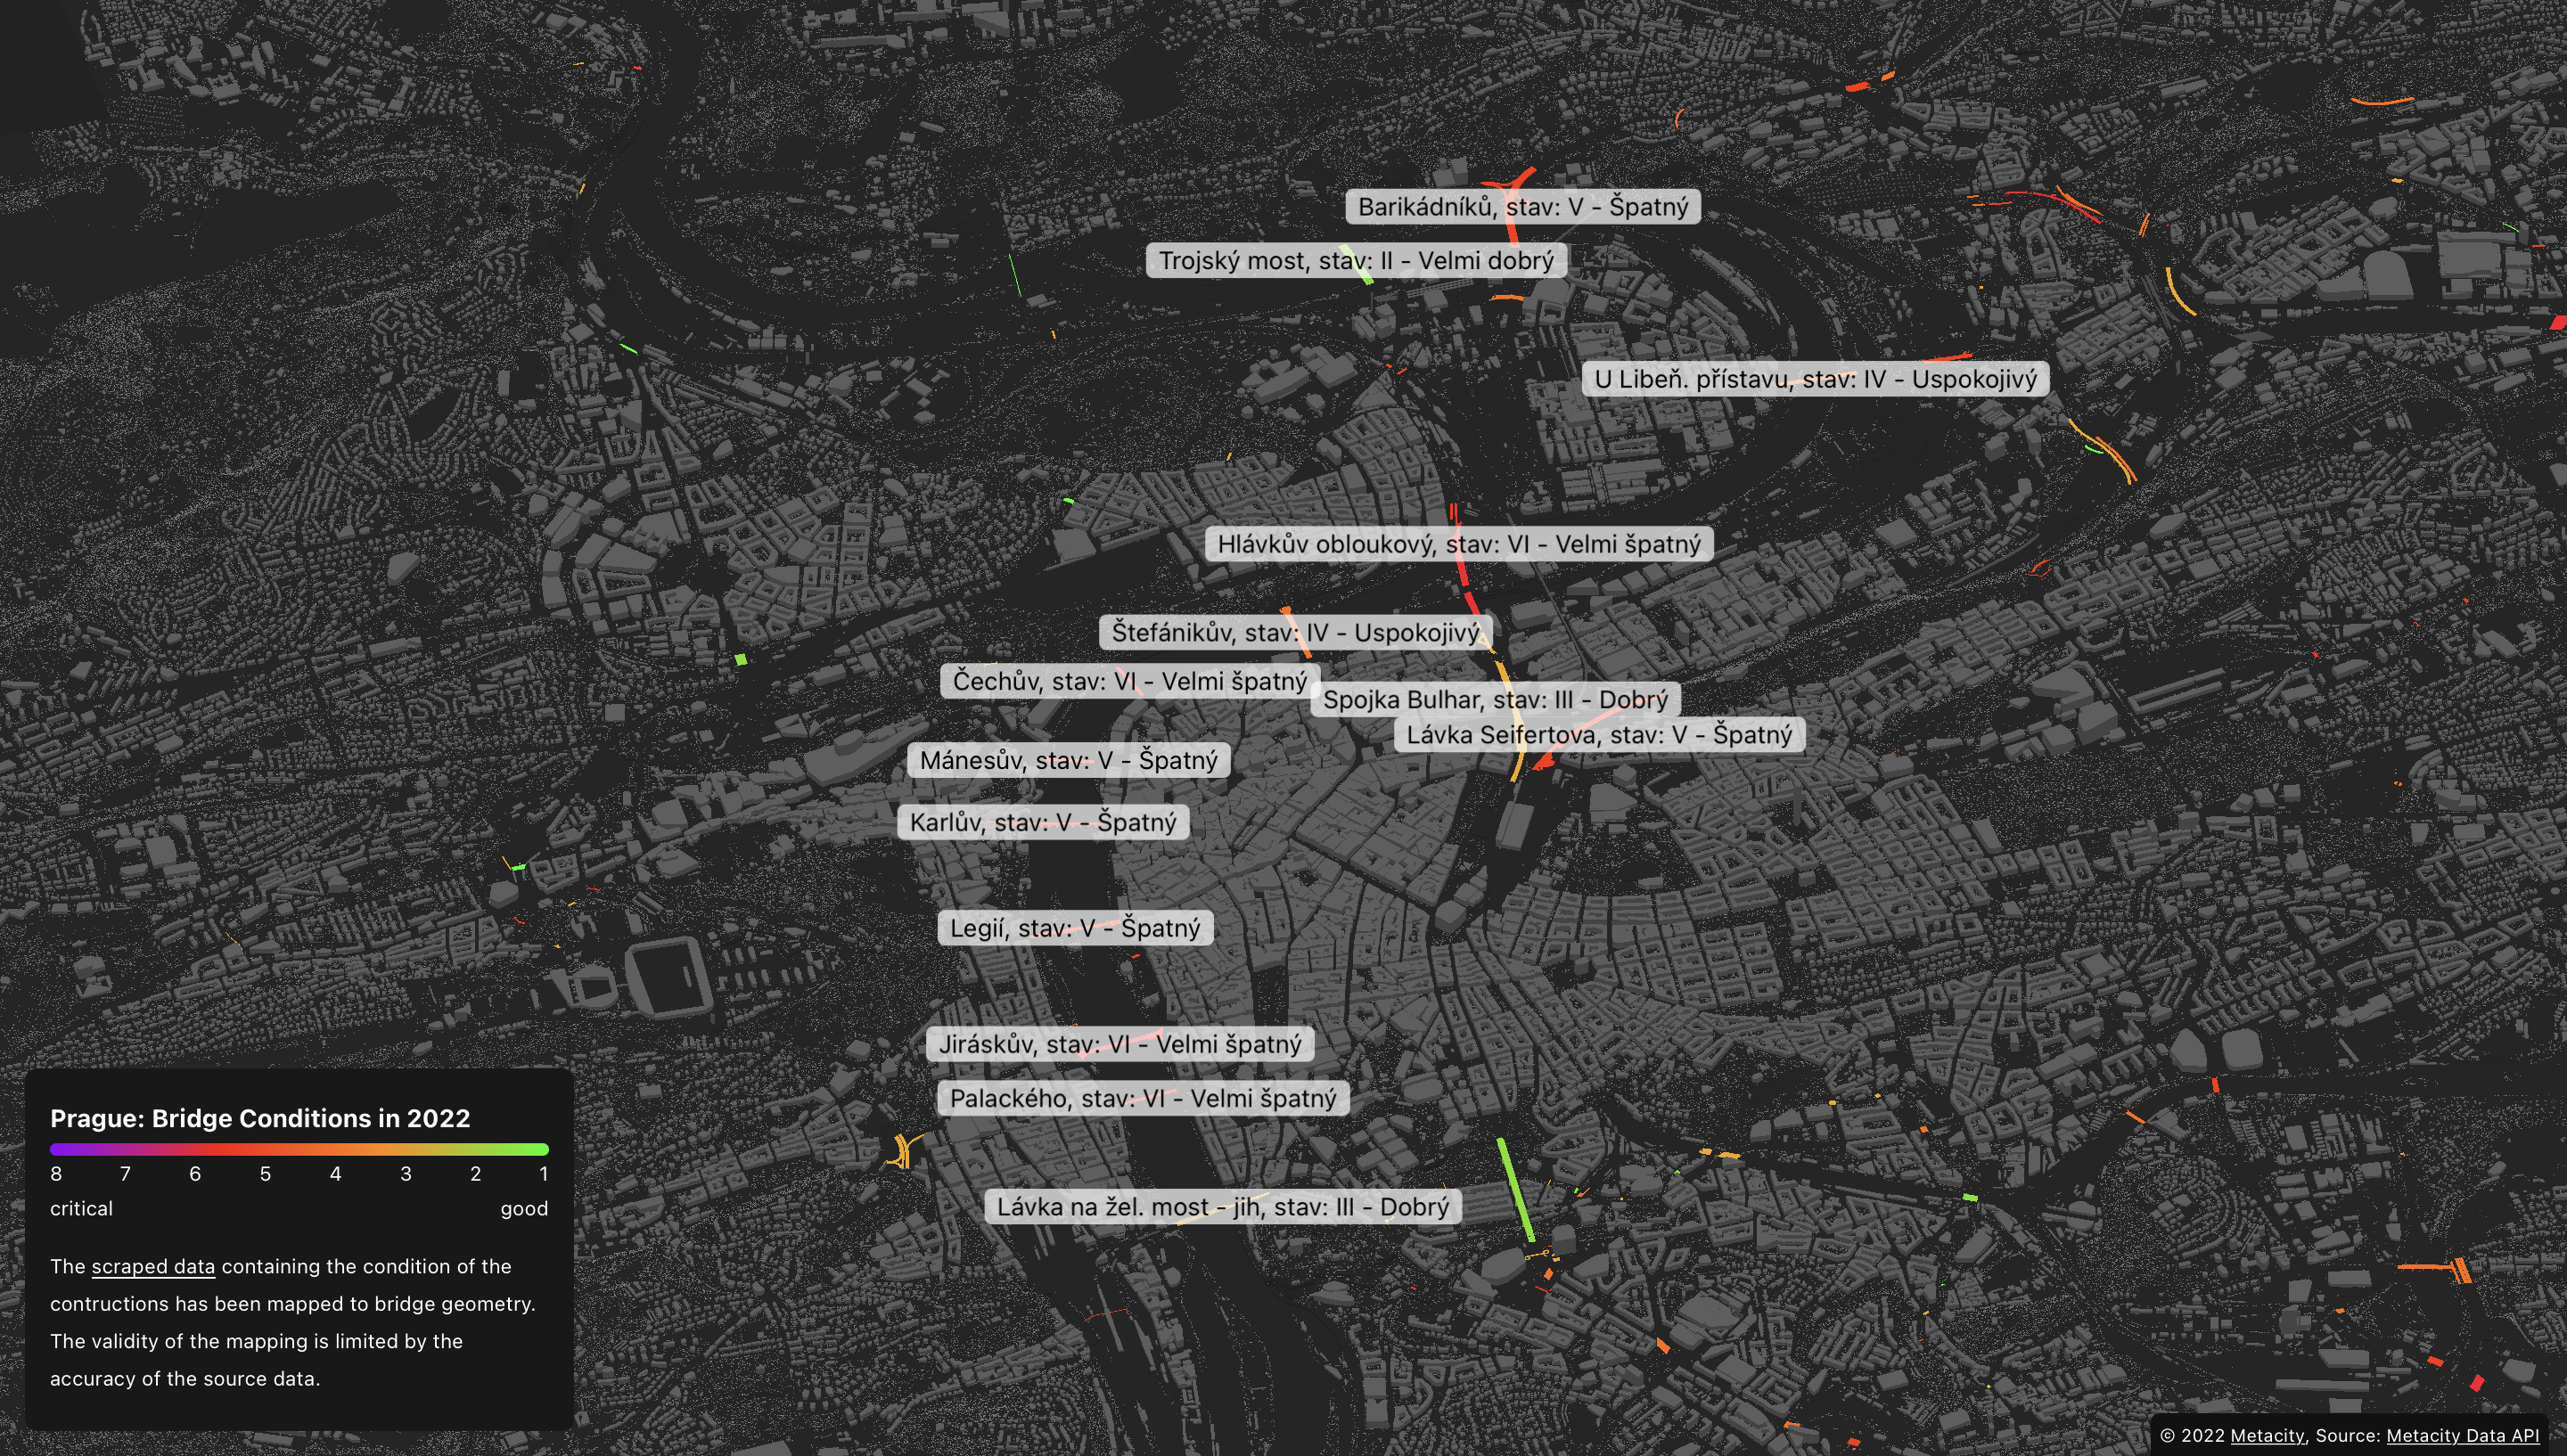 Barikádníků, stav: V - Špatný
Trojský most, stav: II - Velmi dobrý
U Libeň. přístavu, stav: IV - Uspokojivý
Hlávkův obloukový, stav: VI - Velmi špatný
Štefánikův, stav: IV - Uspokojivý
Čechův, stav: VI - Velmi špatný
Spojka Bulhar, stav: III - Dobrý
Lávka Seifertova, stav: V - Špatný
Mánesův, stav: V - Špatný
Karlův, stav: V - Špatný
Legií, stav: V - Špatný
Jiráskův, stav: VI - Velmi špatný
Palackého, stav: VI - Velmi špatný
Lávka na žel. most - jih, stav: III - Dobrý
Prague: Bridge Conditions in 2022
8 7 6 5 4 3 2 1
critical good
The scraped data containing the condition of the
contructions has been mapped to bridge geometry.
The validity of the mapping is limited by the
accuracy of the source data.
© 2022 Metacity, Source: Metacity Data API